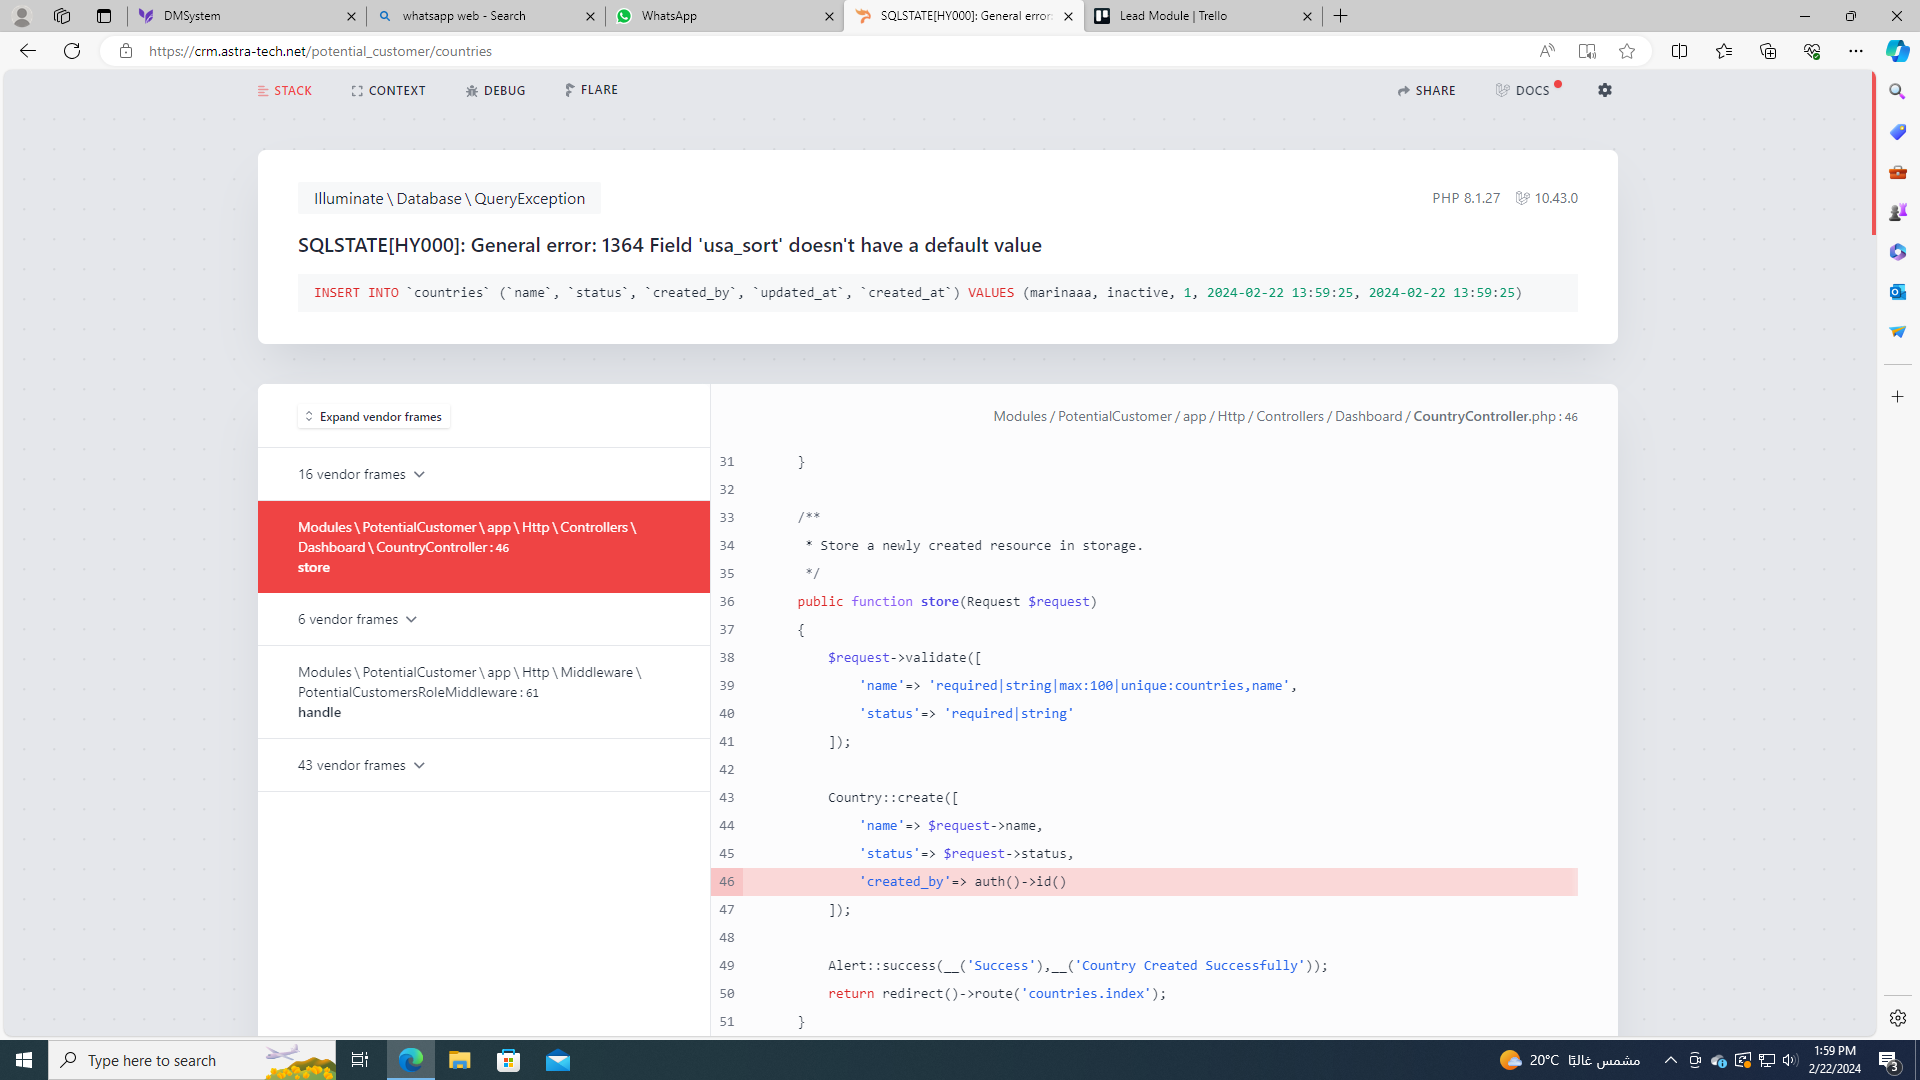 DMSystem
whatsapp web - Search
WhatsApp
SQLSTATE[HY000]: General error:
Lead Module | Trello
https://crm.astra-tech.net/potential_customer/countries
STACK
CONTEXT
DEBUG
FLARE
SHARE
DOCS
Illuminate \ Database \ QueryException
PHP 8.1.27
10.43.0
SQLSTATE[HY000]: General error: 1364 Field 'usa_sort' doesn't have a default value
INSERT INTO `countries` (`name`, `status`, `created_by`, `updated_at`, `created_at`) VALUES (marinaaa, inactive, 1, 2024-02-22 13:59:25, 2024-02-22 13:59:25)
Expand vendor frames
16 vendor frames
Modules \ PotentialCustomer \ app \ Http \ Controllers \
Dashboard \ CountryController : 46
store
6 vendor frames
Modules \ PotentialCustomer \ app \ Http \ Middleware \
PotentialCustomersRoleMiddleware : 61
handle
43 vendor frames
Modules / PotentialCustomer / app / Http / Controllers / Dashboard / CountryController.php : 46
31 }
32
33 /**
34 * Store a newly created resource in storage.
35 */
36 public function store(Request $request)
37 {
38 $request->validate([
39 'name'=> 'required|string|max:100|unique:countries,name',
40 'status'=> 'required|string'
41 ]);
42
43 Country::create([
44 'name'=> $request->name,
45 'status'=> $request->status,
46 'created_by'=> auth()->id()
47 ]);
48
49 Alert::success(__('Success'),__('Country Created Successfully'));
50 return redirect()->route('countries.index');
51 }
Type here to search
20°C
مشمس غالبًا
1:59 PM
2/22/2024
3